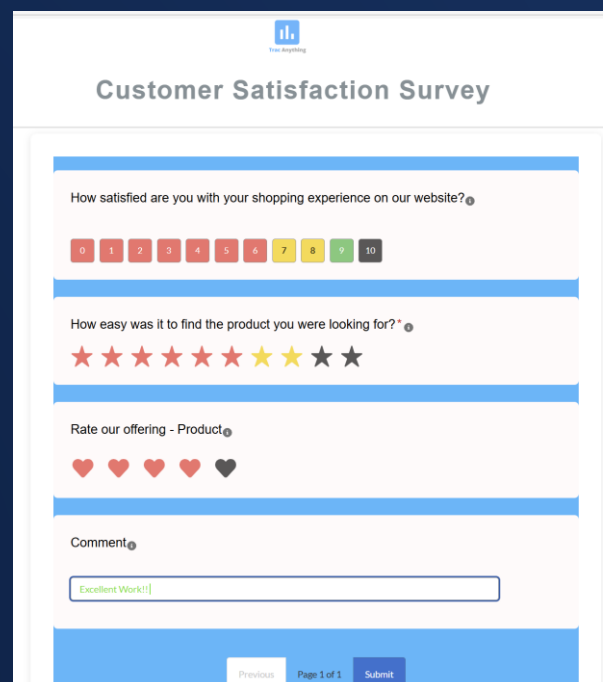 Trac Anything
Customer Satisfaction Survey
How satisfied are you with your shopping experience on our website?
0 1 2 3 4 5 6 7 8 9 10
How easy was it to find the product you were looking for?*
Rate our offering - Product
Comment
Excellent Work!!
Previous Page 1 of 1 Submit